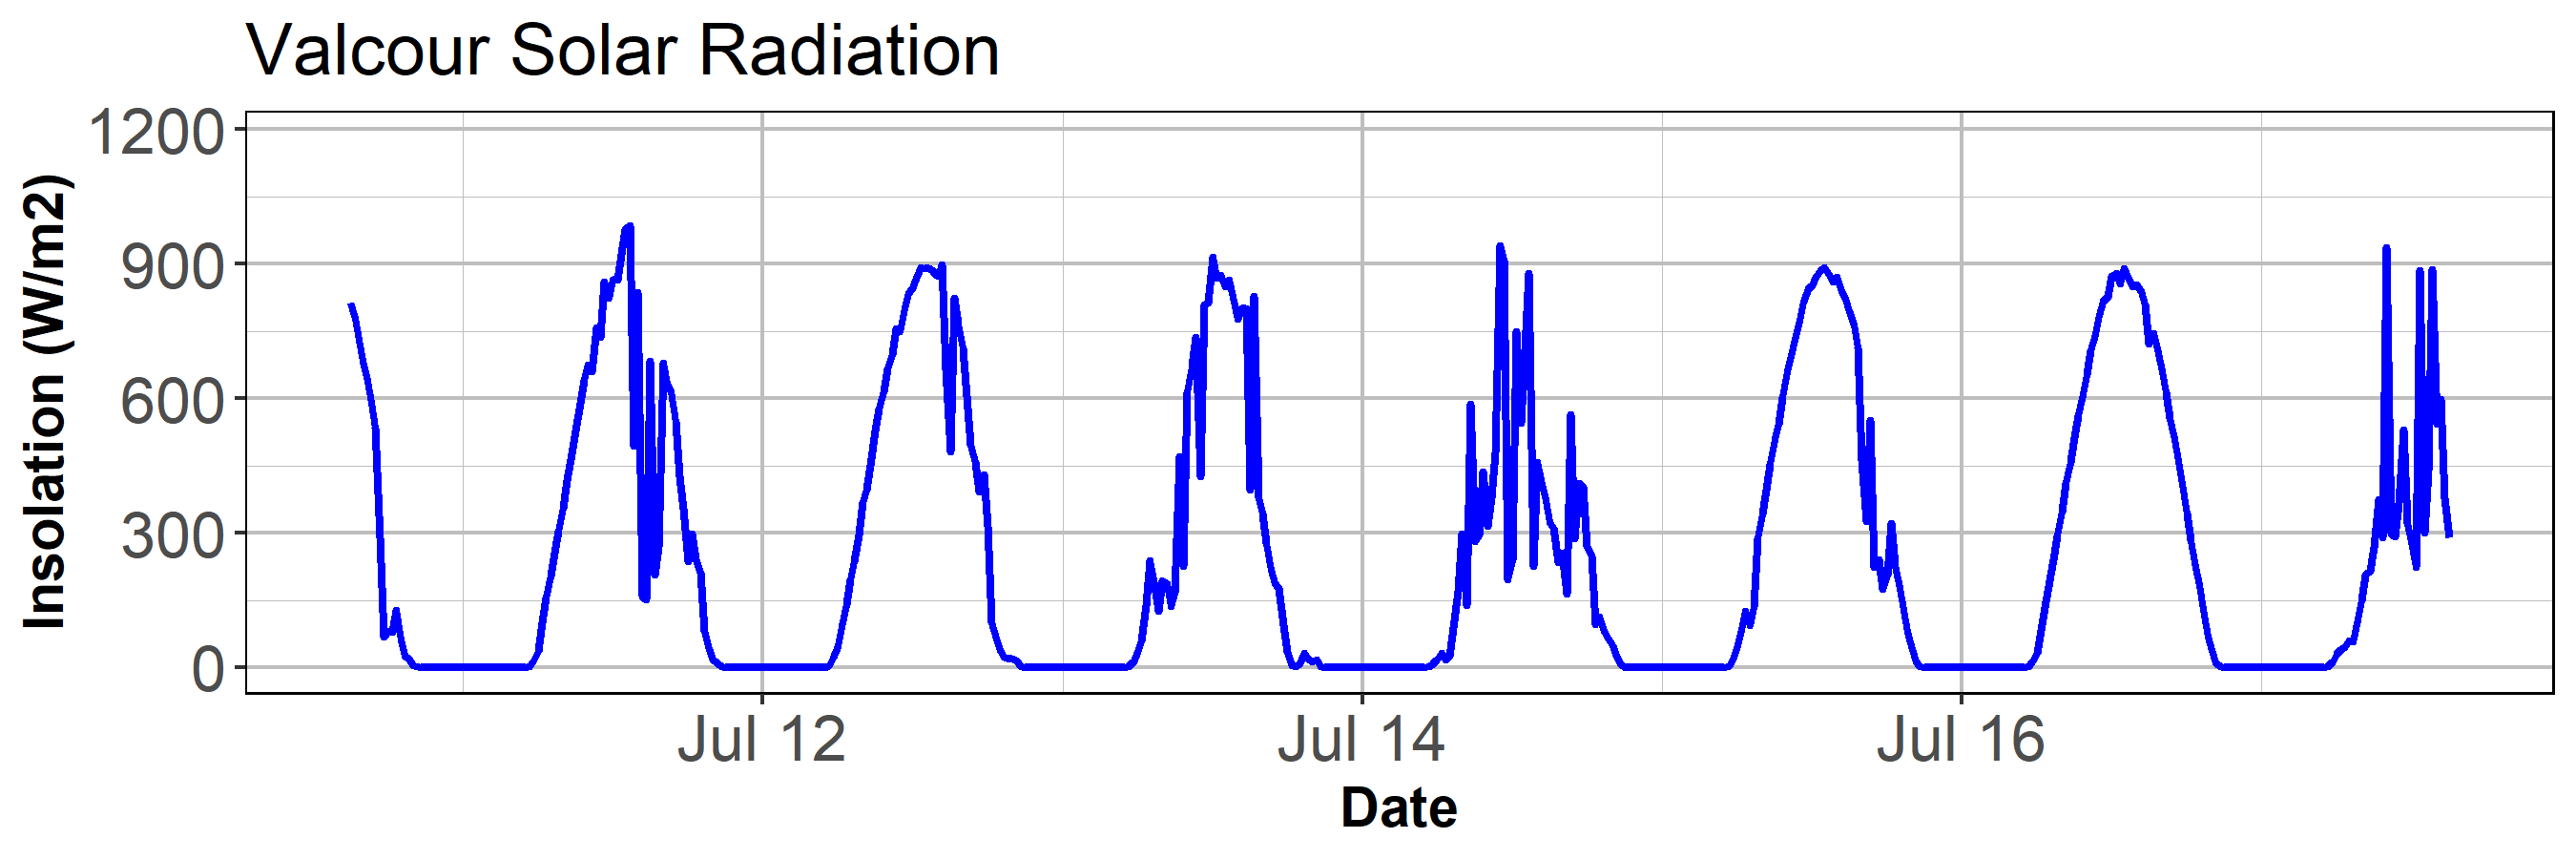 Valcour Solar Radiation
1200
900
600
300
0
Insolation (W/m2)
Jul 12
Jul 14
Jul 16
Date